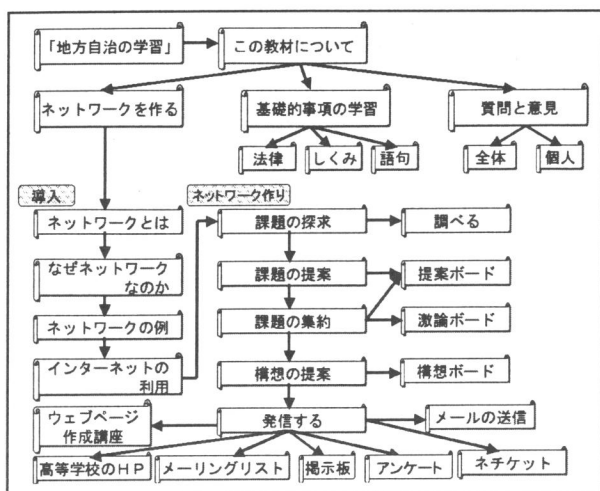 「地方自治の学習」
この教材について
ネットワークを作る
基礎的事項の学習
質問と意見
法律
しくみ
語句
全体
個人
導入
ネットワーク作り
ネットワークとは
課題の探求
調べる
なぜネットワーク
なのか
課題の提案
提案ボード
ネットワークの例
課題の集約
激論ボード
インターネットの
利用
構想の提案
構想ボード
ウェブページ
作成講座
発信する
メールの送信
高等学校のHP
メーリングリスト
掲示板
アンケート
ネチケット